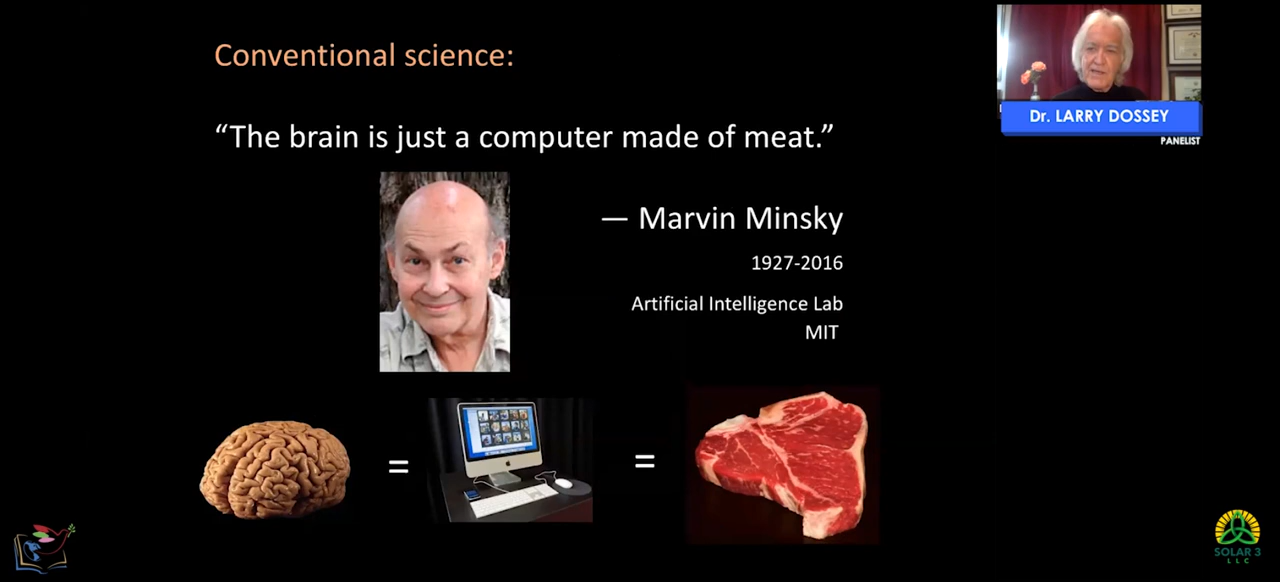 Conventional science:
“The brain is just a computer made of meat.”
— Marvin Minsky
1927-2016
Artificial Intelligence Lab
MIT
=
=
Dr. LARRY DOSSEY
PANELIST
SOLAR 3
LLC